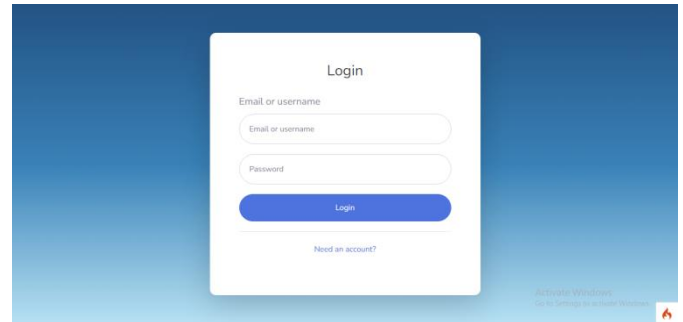 Login
Email or username
Email or username
Password
Login
Need an account?
Activate Windows
Go to Settings to activate Windows.